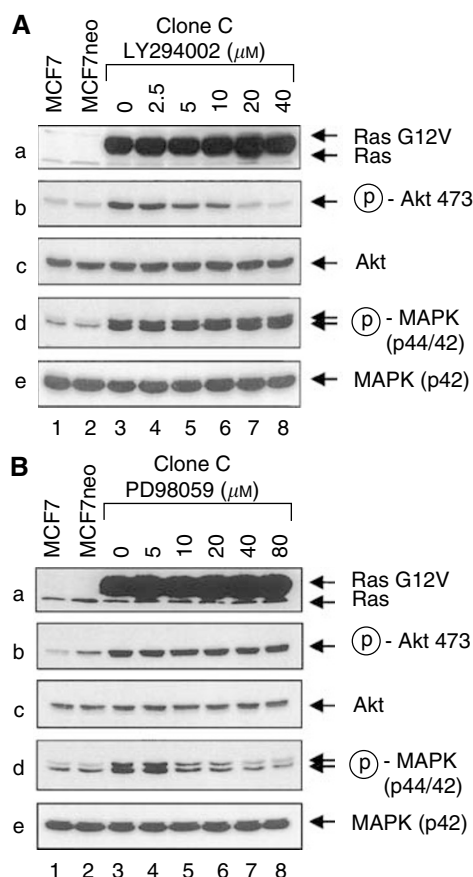 A
Clone C
LY294002 (μM)
MCF7
MCF7neo
0
2.5
5
10
20
40
a
Ras G12V
Ras
b
p - Akt 473
c
Akt
d
p - MAPK
(p44/42)
e
MAPK (p42)
1 2 3 4 5 6 7 8
B
Clone C
PD98059 (μM)
MCF7
MCF7neo
0
5
10
20
40
80
a
Ras G12V
Ras
b
p - Akt 473
c
Akt
d
p - MAPK
(p44/42)
e
MAPK (p42)
1 2 3 4 5 6 7 8